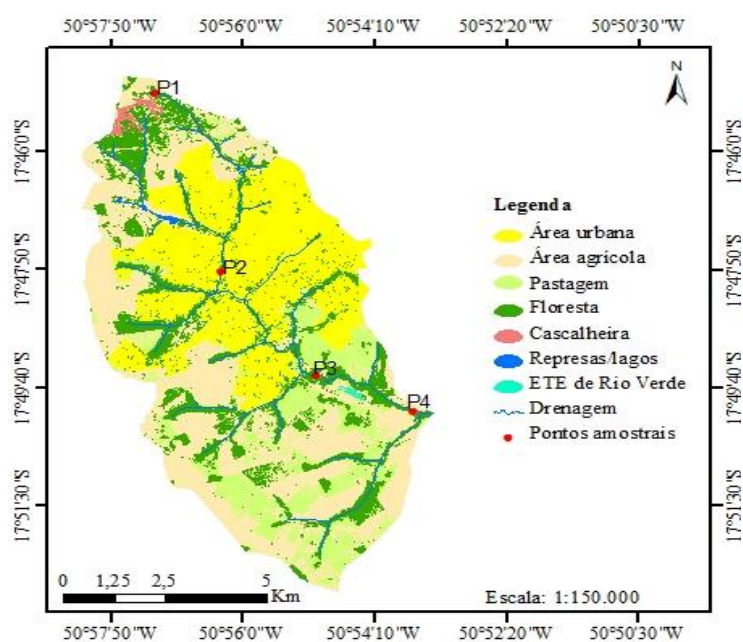 50°57'50"W 50°56'0"W 50°54'10"W 50°52'20"W 50°50'30"W
N
P1
17°46'0"S 17°46'0"S
Legenda
Área urbana
Área agrícola
P2
17°47'50"S 17°47'50"S
Pastagem
Floresta
Cascalheira
Represas/lagos
P3
17°49'40"S 17°49'40"S
ETE de Rio Verde
P4
Drenagem
Pontos amostrais
17°51'30"S 17°51'30"S
0 1,25 2,5 5
Km
Escala: 1:150.000
50°57'50"W 50°56'0"W 50°54'10"W 50°52'20"W 50°50'30"W